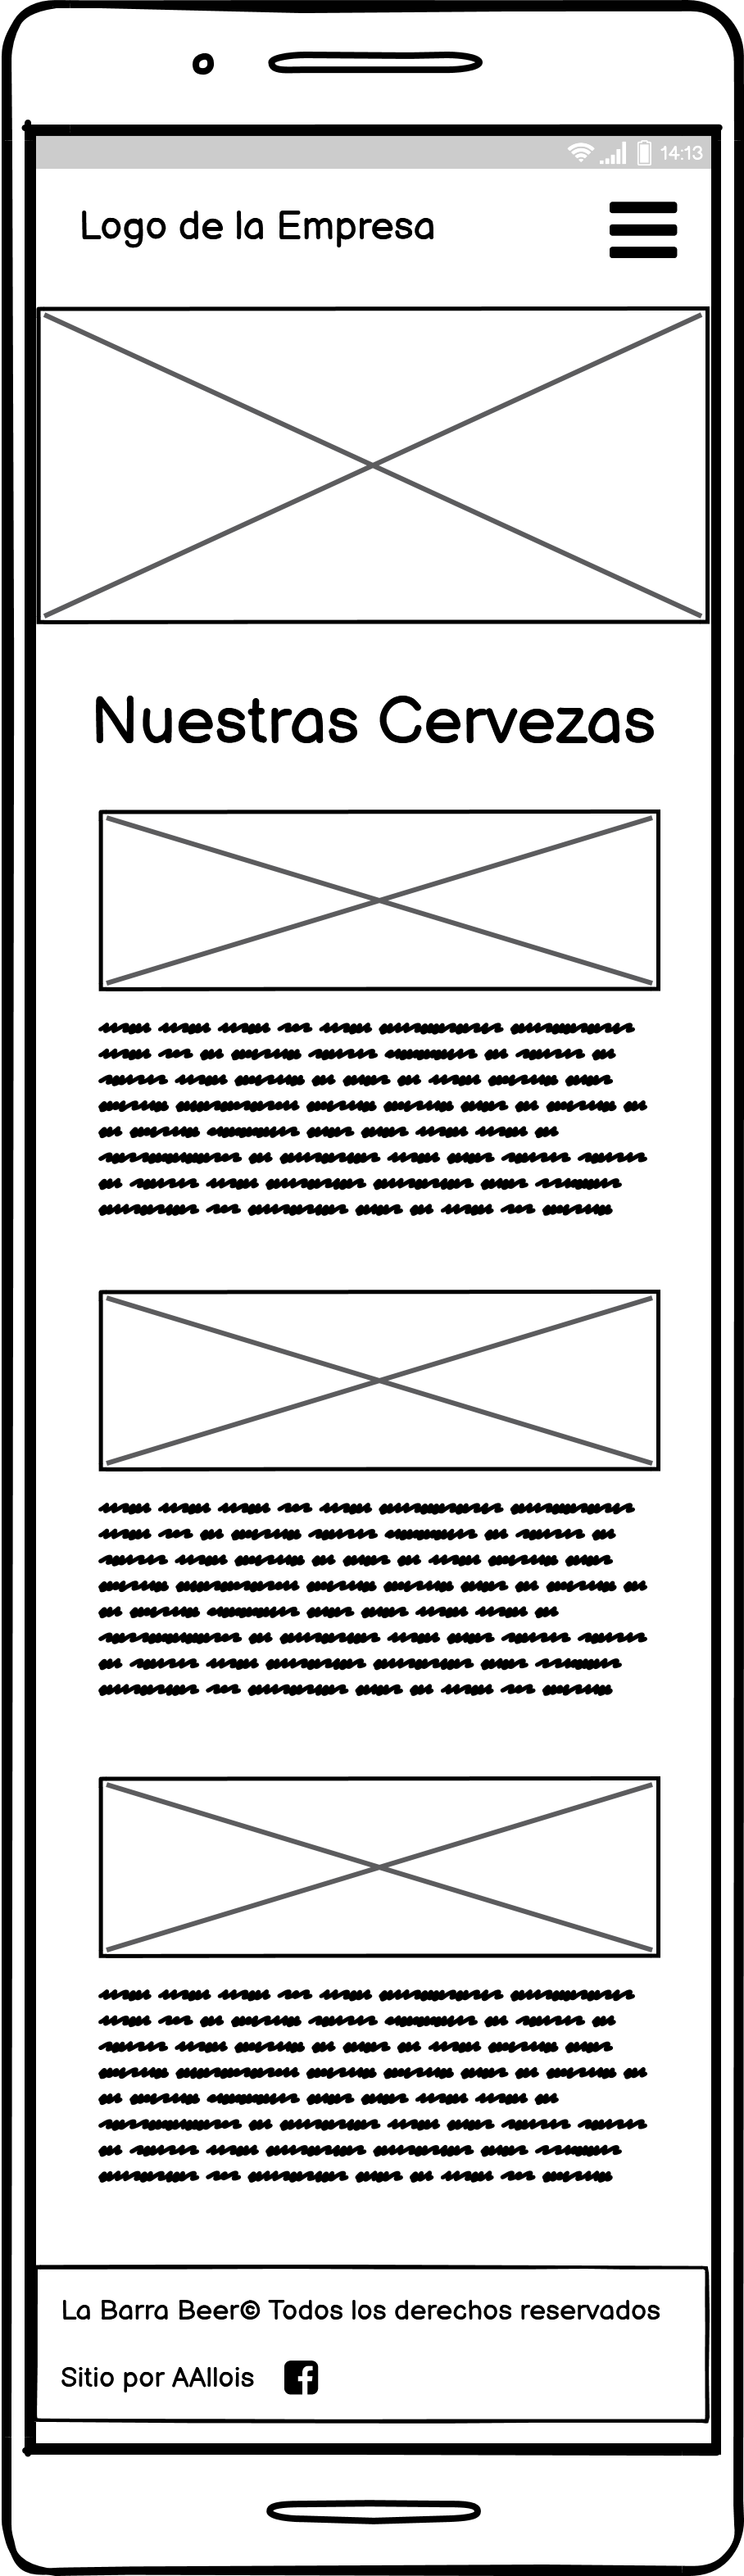 14:13
Logo de la Empresa
Nuestras Cervezas
La Barra Beer© Todos los derechos reservados
Sitio por AAllois